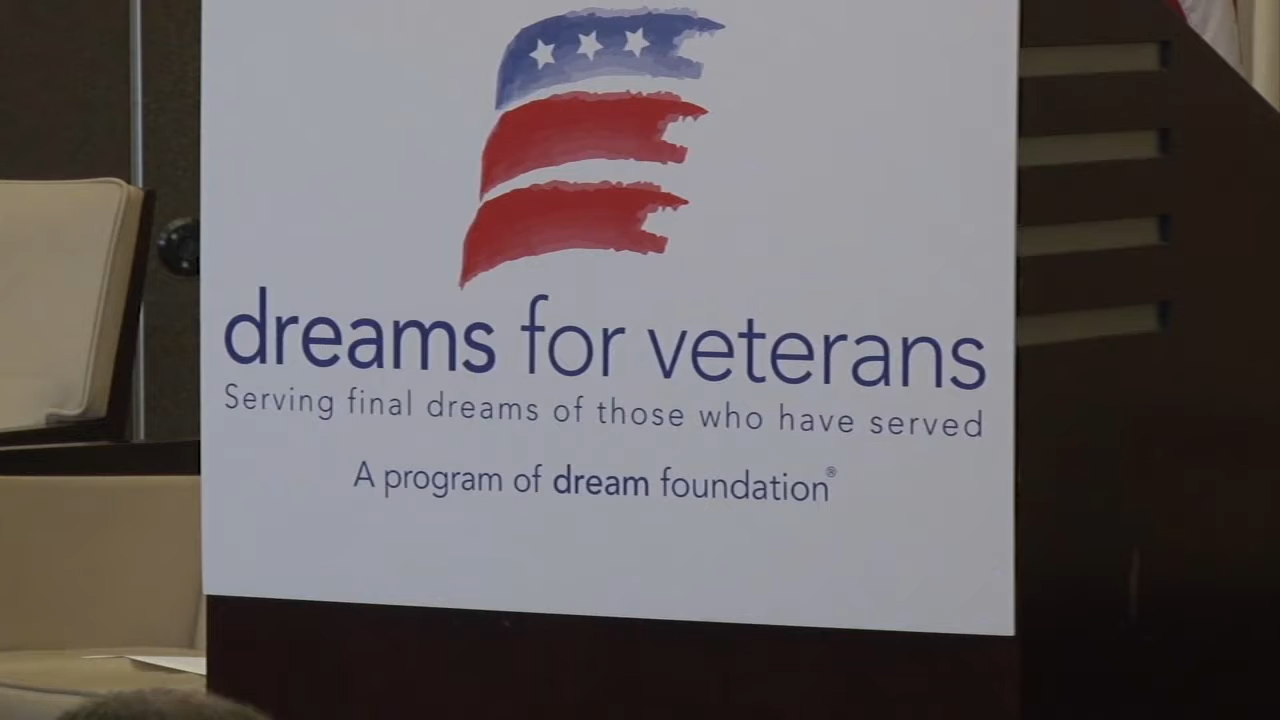 dreams for veterans
Serving final dreams of those who have served
A program of dream foundation®